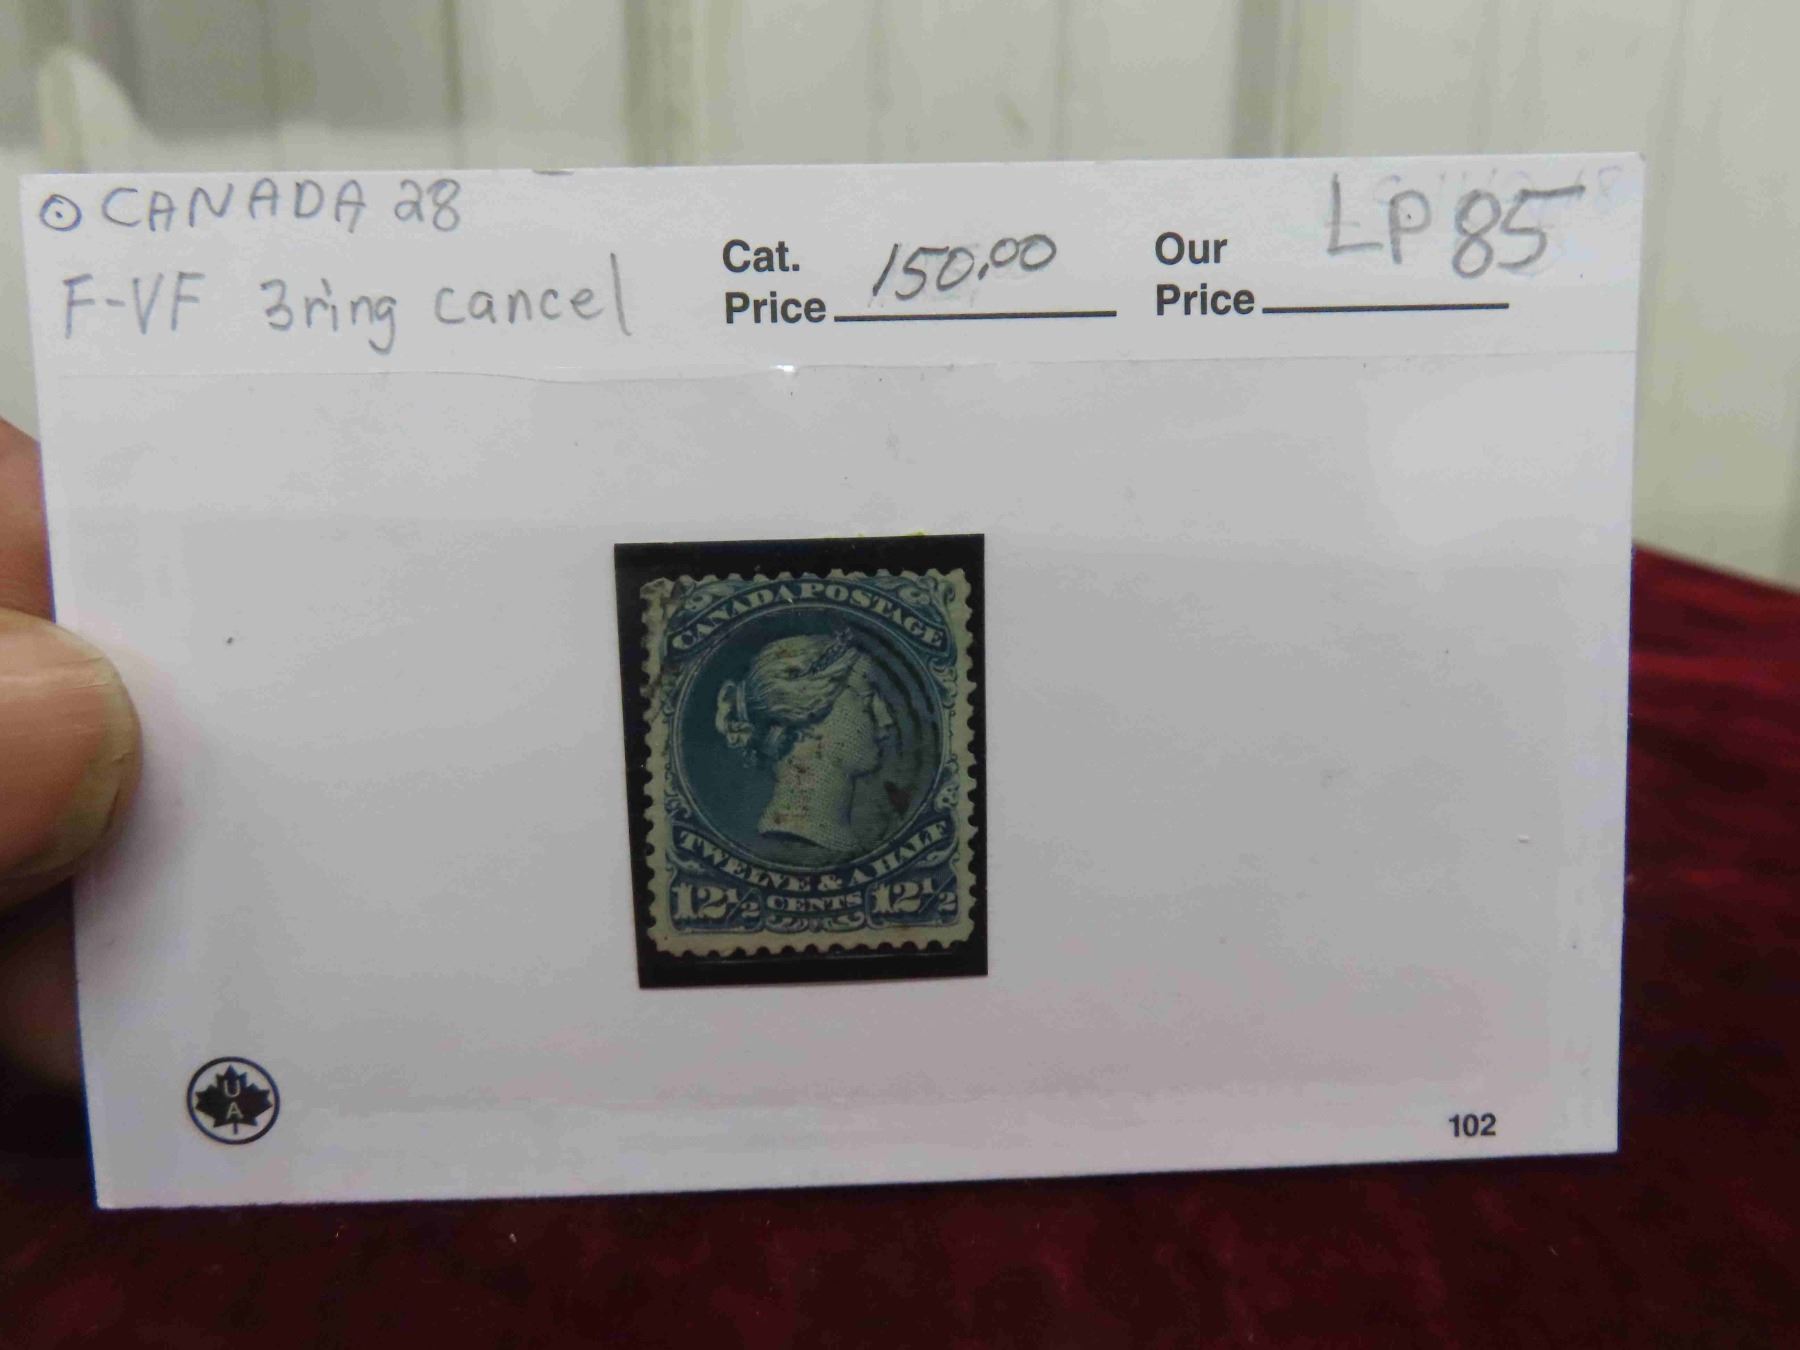 ⊙ CANADA 28
F-VF 3ring cancel
Cat. Price 150.00
Our Price LP 85
CANADA POSTAGE
TWELVE & A HALF
12½ CENTS 12½
UA
102